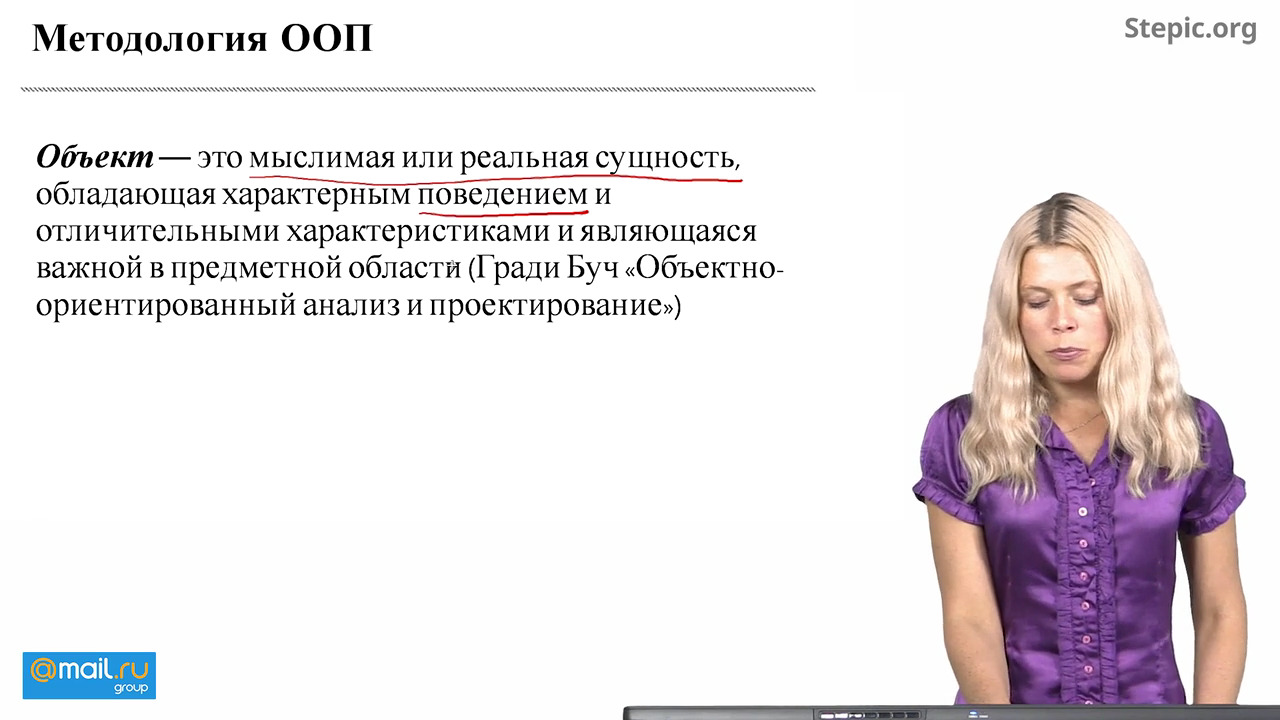 Методология ООП
Stepic.org
Объект — это мыслимая или реальная сущность,
обладающая характерным поведением и
отличительными характеристиками и являющаяся
важной в предметной области (Гради Буч «Объектно-
ориентированный анализ и проектирование»)
@mail.ru
group